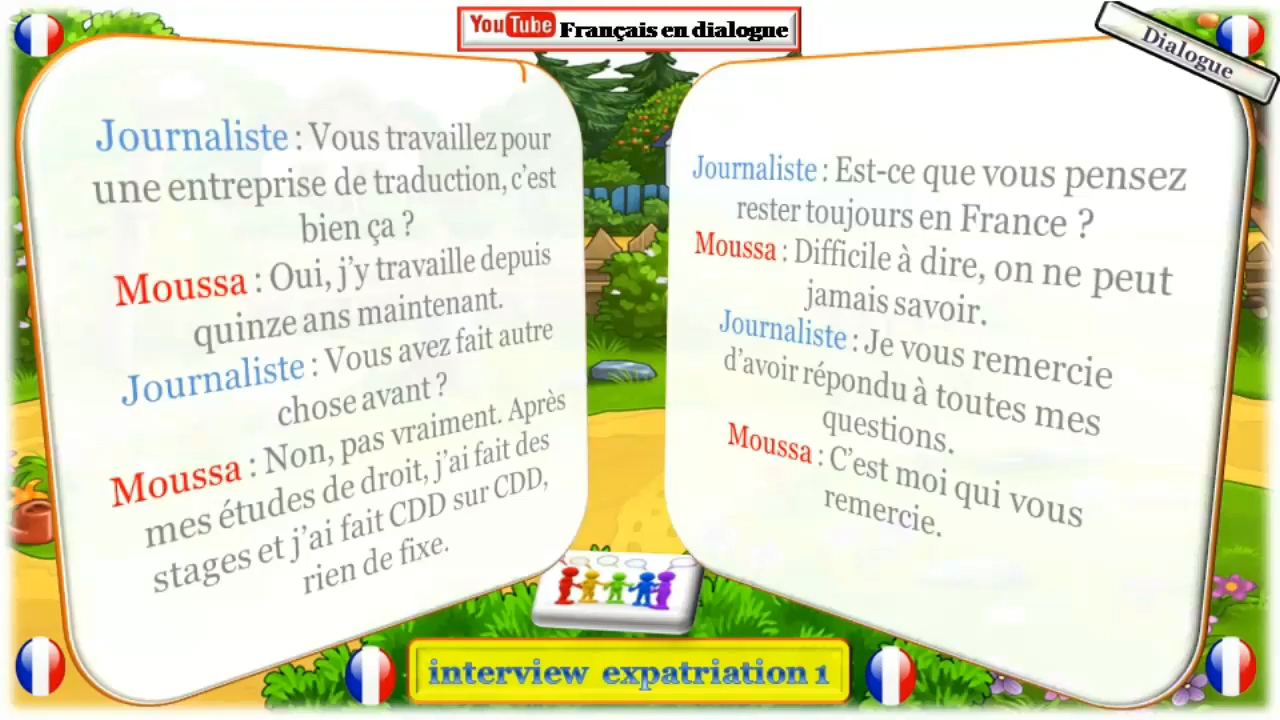 YouTube Français en dialogue
Dialogue
Journaliste : Vous travaillez pour
une entreprise de traduction, c'est
bien ça ?
Moussa : Oui, j'y travaille depuis
quinze ans maintenant.
Journaliste : Vous avez fait autre
chose avant ?
Moussa : Non, pas vraiment. Après
mes études de droit, j'ai fait des
stages et j'ai fait CDD sur CDD,
rien de fixe.
Journaliste : Est-ce que vous pensez
rester toujours en France ?
Moussa : Difficile à dire, on ne peut
jamais savoir.
Journaliste : Je vous remercie
d'avoir répondu à toutes mes
questions.
Moussa : C'est moi qui vous
remercie.
interview expatriation 1